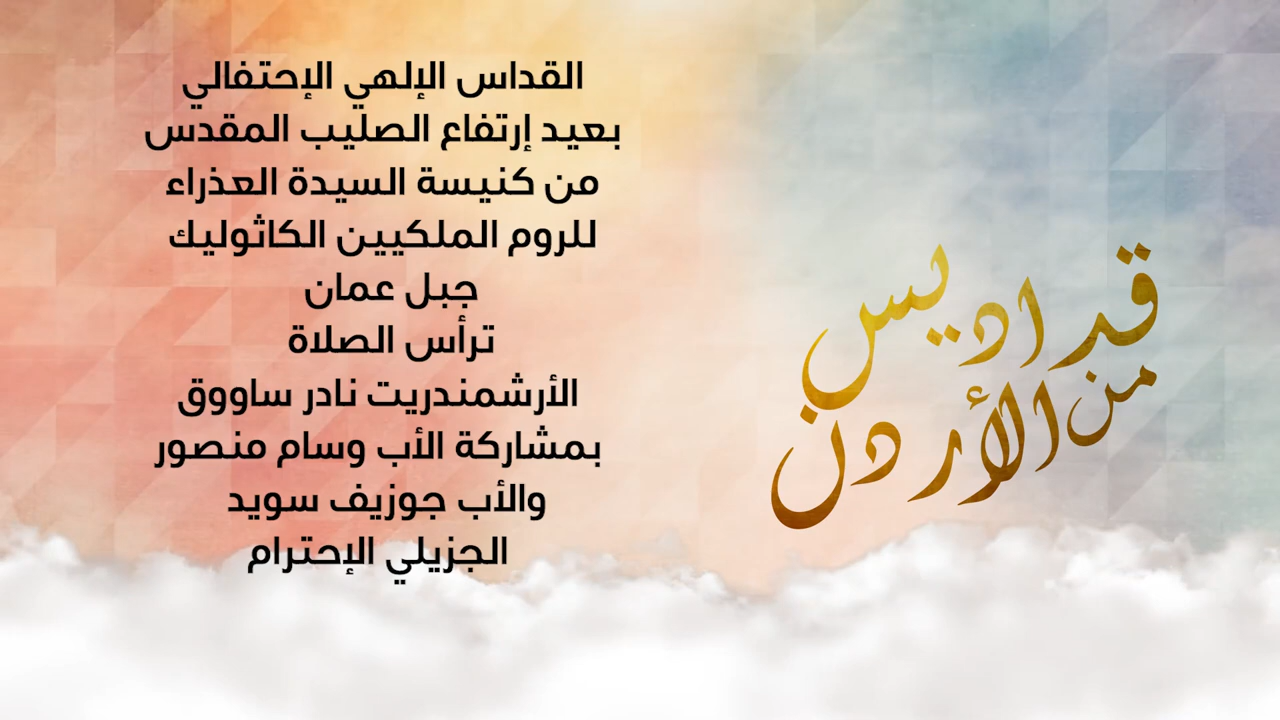 القداس الإلهي الإحتفالي
بعيد إرتفاع الصليب المقدس
من كنيسة السيدة العذراء
للروم الملكيين الكاثوليك
جبل عمان
ترأس الصلاة
الأرشمندريت نادر ساووق
بمشاركة الأب وسام منصور
والأب جوزيف سويد
الجزيلي الإحترام
قداديس
من الأردن